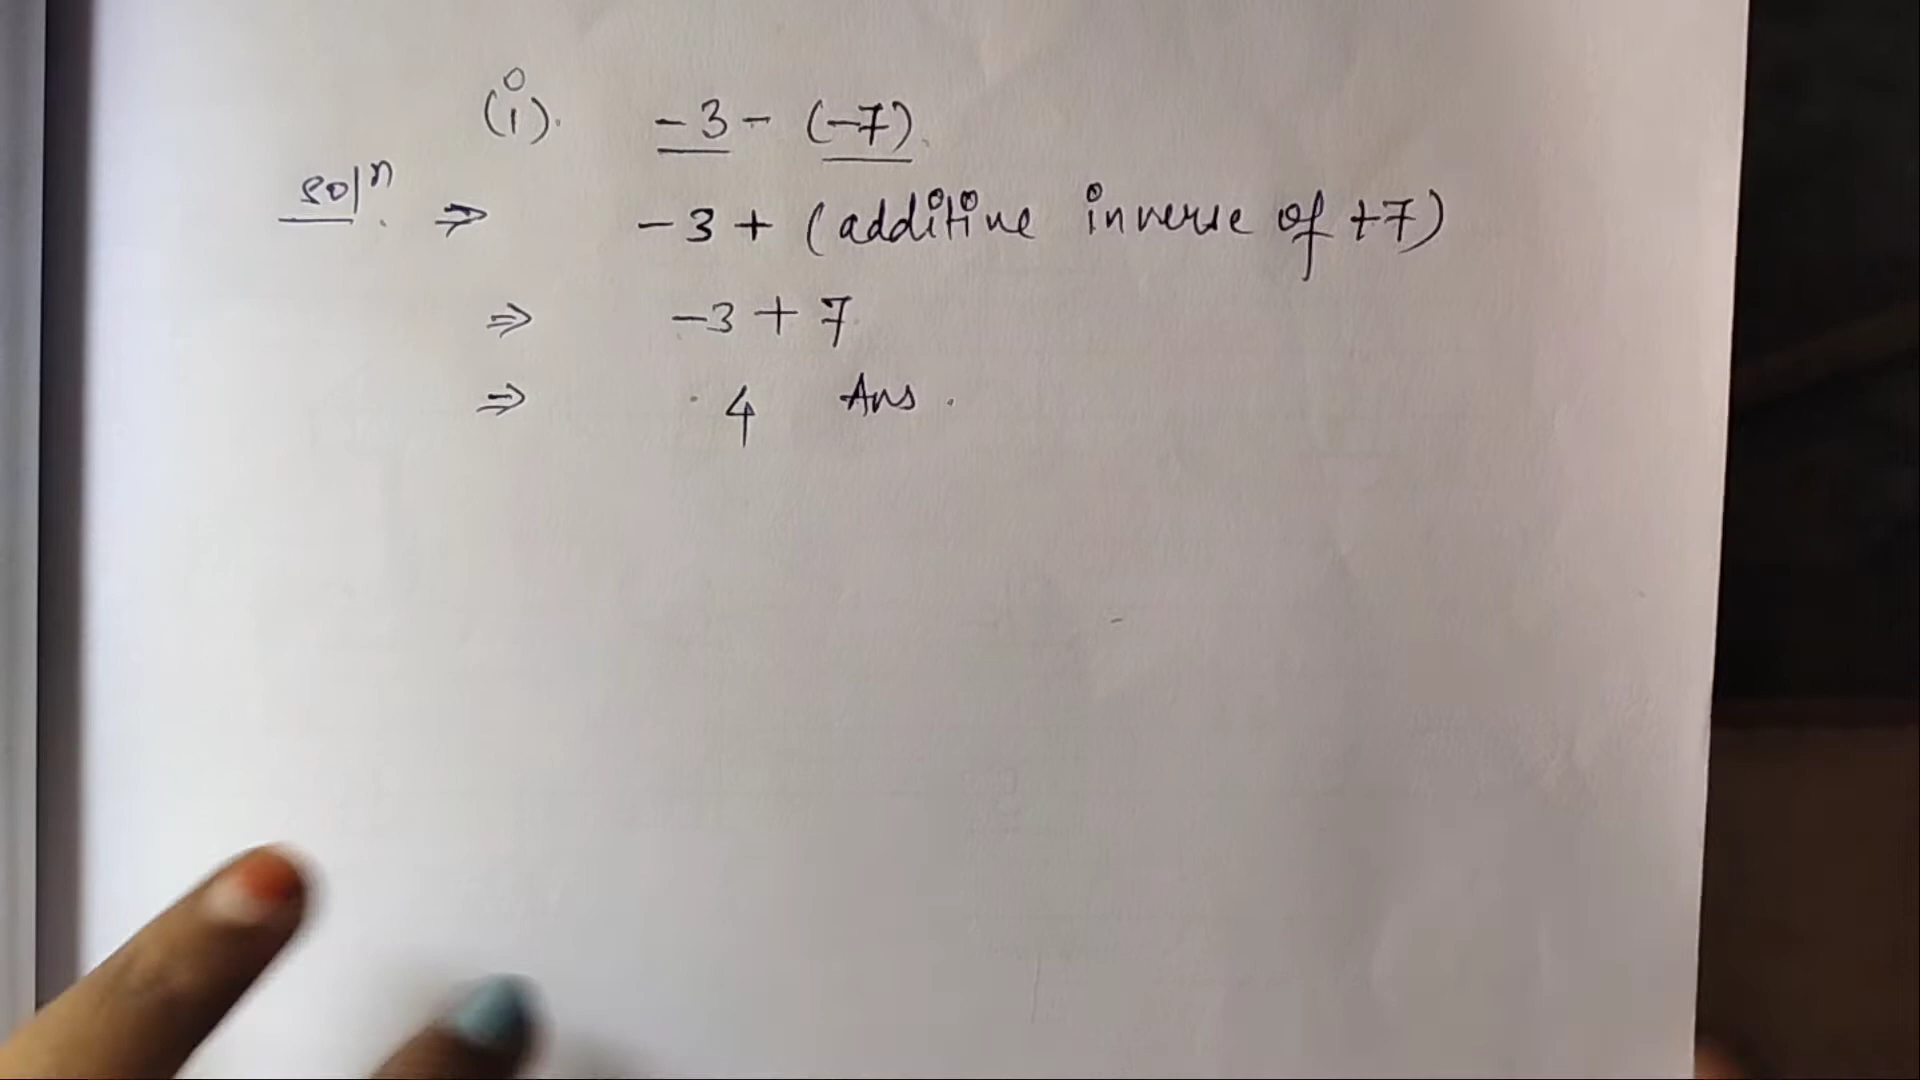 (i). -3 - (-7).
solⁿ. ⇒ -3 + (additive inverse of +7)
⇒ -3 + 7
⇒ 4 Ans.